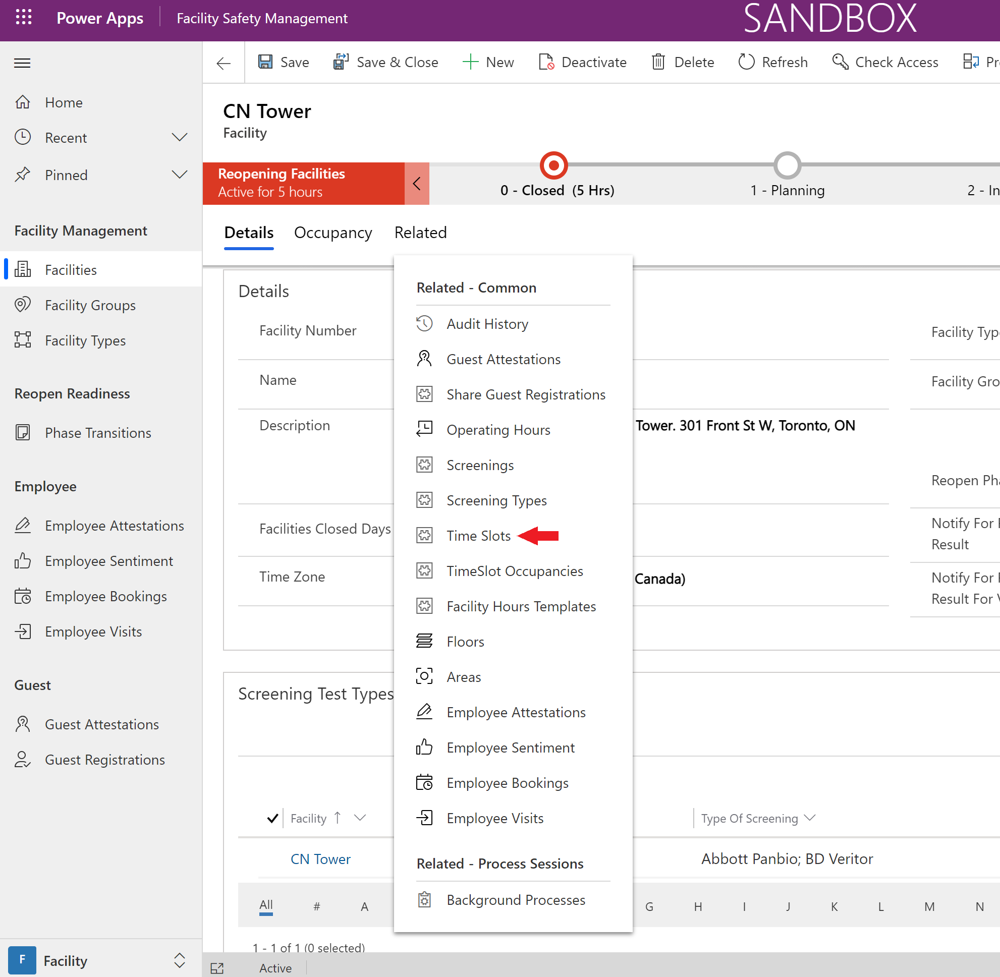 Power Apps
Facility Safety Management
SANDBOX
Save
Save & Close
New
Deactivate
Delete
Refresh
Check Access
Home
Recent
Pinned
Facility Management
Facilities
Facility Groups
Facility Types
Reopen Readiness
Phase Transitions
Employee
Employee Attestations
Employee Sentiment
Employee Bookings
Employee Visits
Guest
Guest Attestations
Guest Registrations
F
Facility
CN Tower
Facility
Reopening Facilities
Active for 5 hours
0 - Closed (5 Hrs)
1 - Planning
2 - In
Details
Occupancy
Related
Details
Facility Number
Name
Description
Tower. 301 Front St W, Toronto, ON
Facilities Closed Days
Time Zone
Canada)
Facility Type
Facility Gro
Reopen Pha
Notify For
Result
Notify For
Result For
Related - Common
Audit History
Guest Attestations
Share Guest Registrations
Operating Hours
Screenings
Screening Types
Time Slots
TimeSlot Occupancies
Facility Hours Templates
Floors
Areas
Employee Attestations
Employee Sentiment
Employee Bookings
Employee Visits
Related - Process Sessions
Background Processes
Screening Test Types
Facility
Type Of Screening
CN Tower
Abbott Panbio; BD Veritor
All # A G H I J K L M N
1 - 1 of 1 (0 selected)
Active